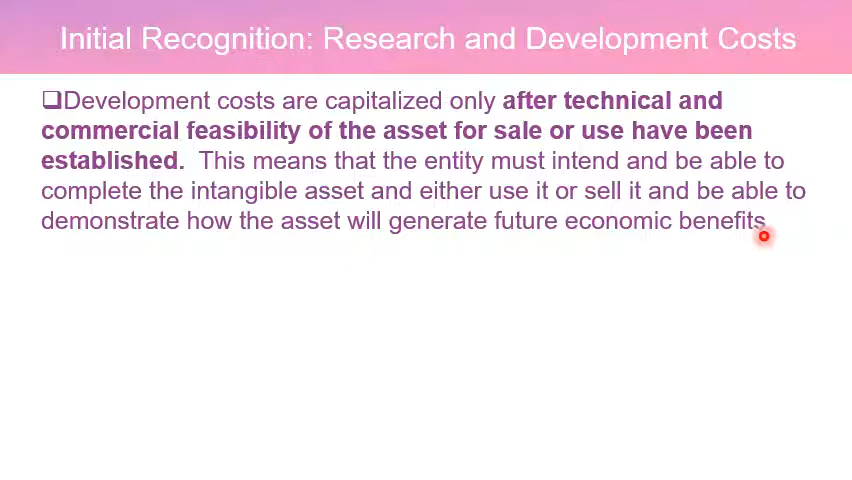 Initial Recognition: Research and Development Costs
❑Development costs are capitalized only after technical and
commercial feasibility of the asset for sale or use have been
established. This means that the entity must intend and be able to
complete the intangible asset and either use it or sell it and be able to
demonstrate how the asset will generate future economic benefits